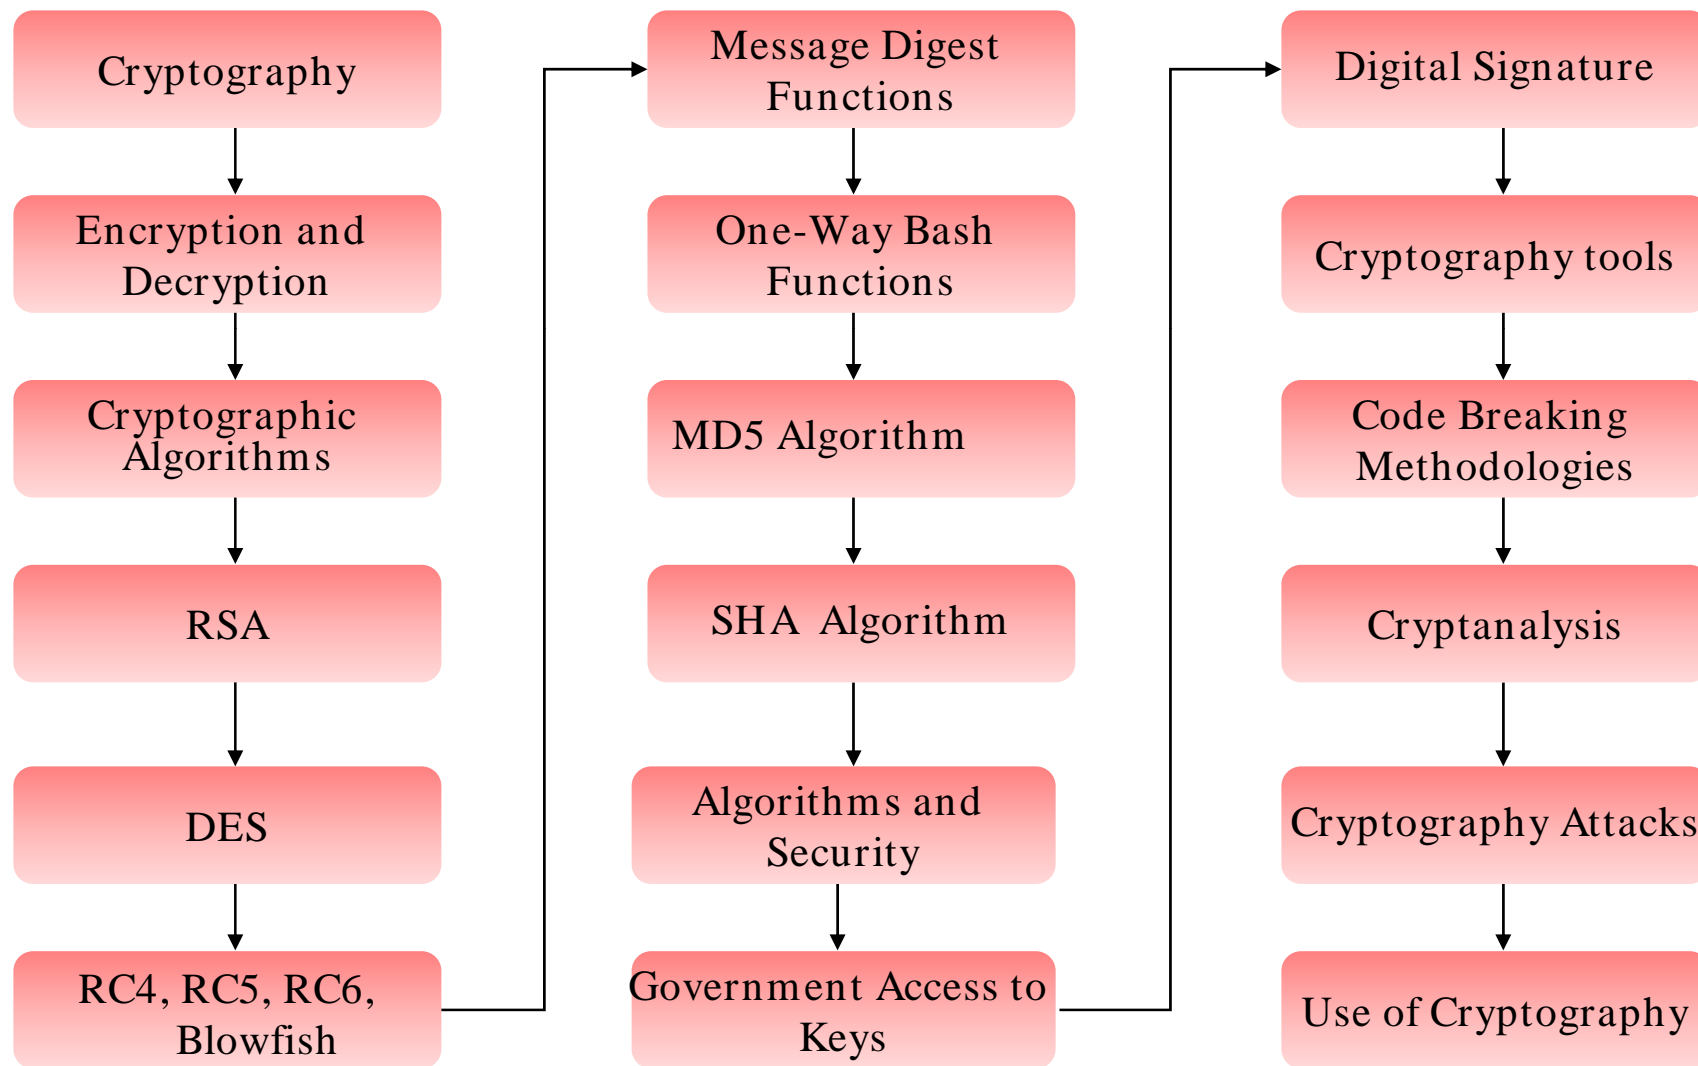 Cryptography
Encryption and
Decryption
Cryptographic
Algorithms
RSA
DES
RC4, RC5, RC6,
Blowfish
Message Digest
Functions
One-Way Bash
Functions
MD5 Algorithm
SHA Algorithm
Algorithms and
Security
Government Access to
Keys
Digital Signature
Cryptography tools
Code Breaking
Methodologies
Cryptanalysis
Cryptography Attacks
Use of Cryptography